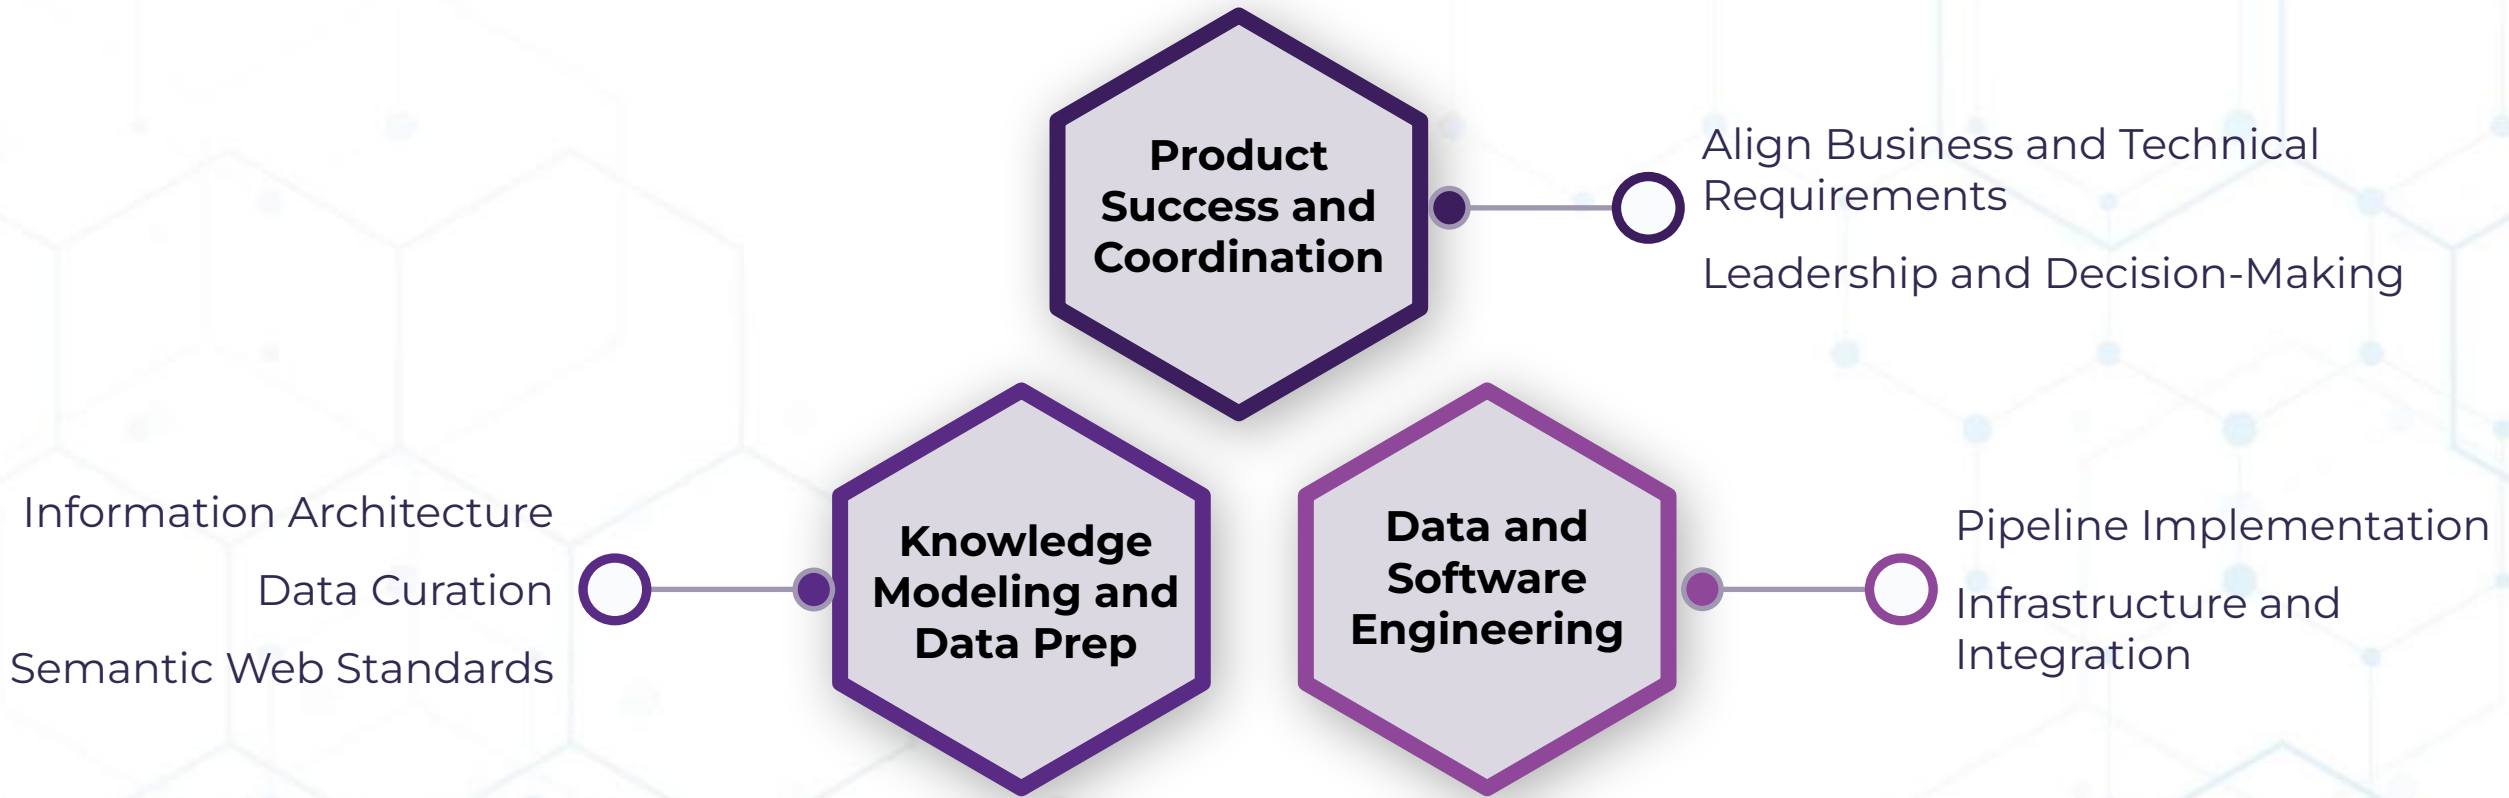 Product
Success and
Coordination
Align Business and Technical
Requirements
Leadership and Decision-Making
Information Architecture
Data Curation
Semantic Web Standards
Knowledge
Modeling and
Data Prep
Data and
Software
Engineering
Pipeline Implementation
Infrastructure and
Integration